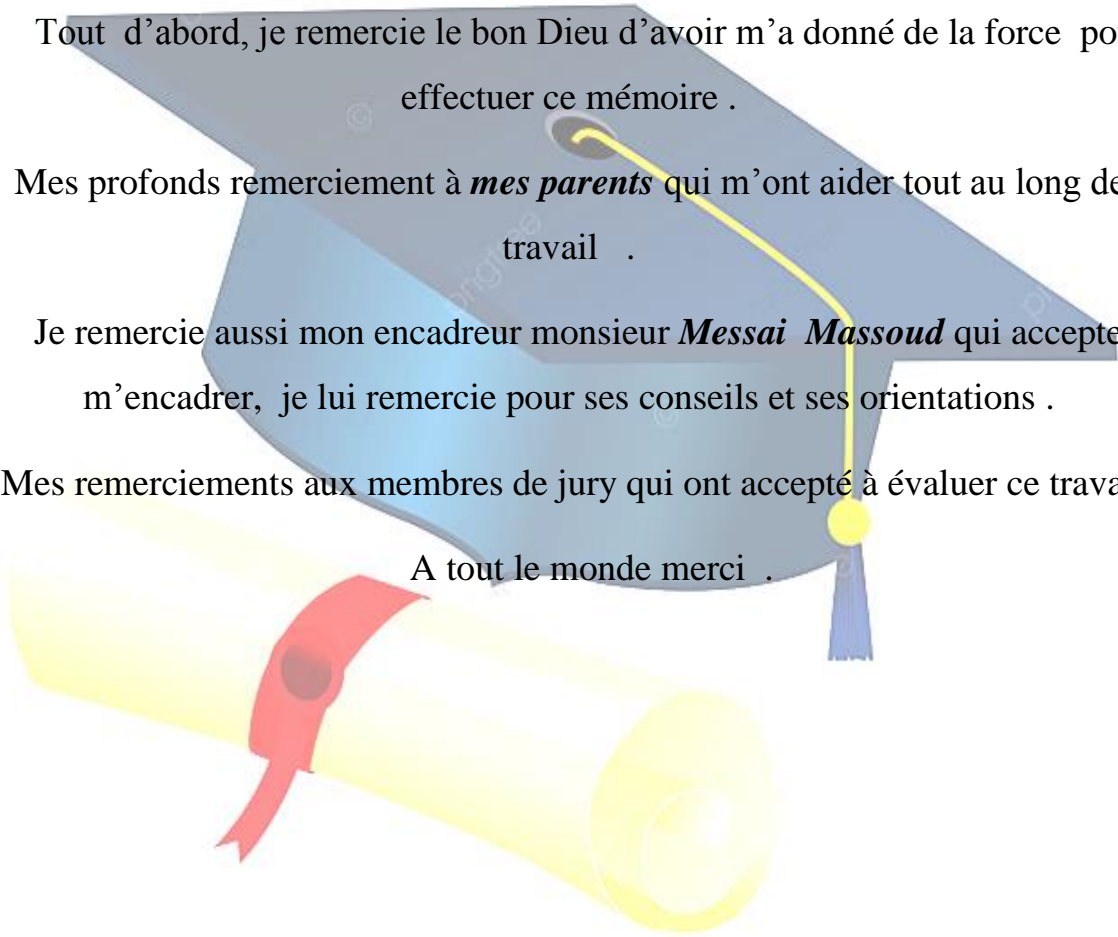 Tout d’abord, je remercie le bon Dieu d’avoir m’a donné de la force po
effectuer ce mémoire .
Mes profonds remerciement à mes parents qui m’ont aider tout au long de
travail .
Je remercie aussi mon encadreur monsieur Messai Massoud qui accepte
m’encadrer, je lui remercie pour ses conseils et ses orientations .
Mes remerciements aux membres de jury qui ont accepté à évaluer ce trava
A tout le monde merci .